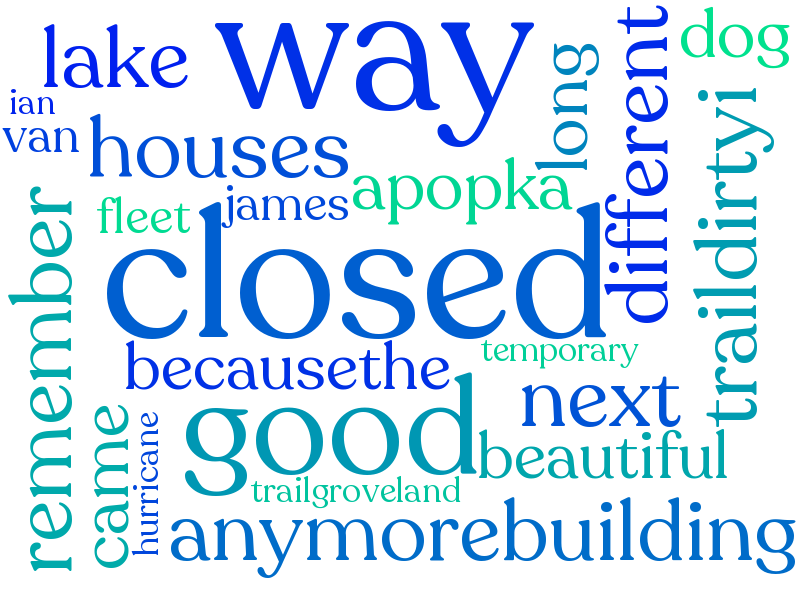 way
lake
dog
ian
van
houses
long
different
traildirtyi
james
apopka
fleet
closed
remember
becausethe
temporary
next
good
beautiful
came
hurricane
trailgroveland
anymorebuilding